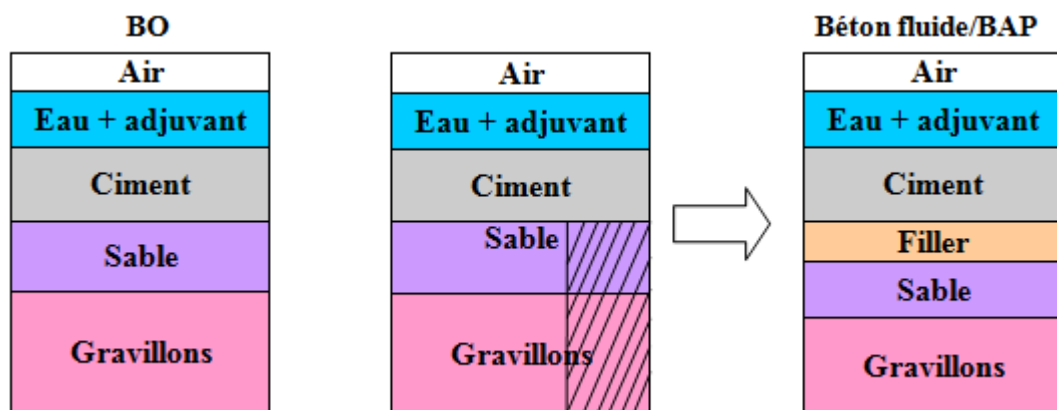 BO
Air
Eau + adjuvant
Ciment
Sable
Gravillons
Air
Eau + adjuvant
Ciment
Sable
Gravillons
Béton fluide/BAP
Air
Eau + adjuvant
Ciment
Filler
Sable
Gravillons